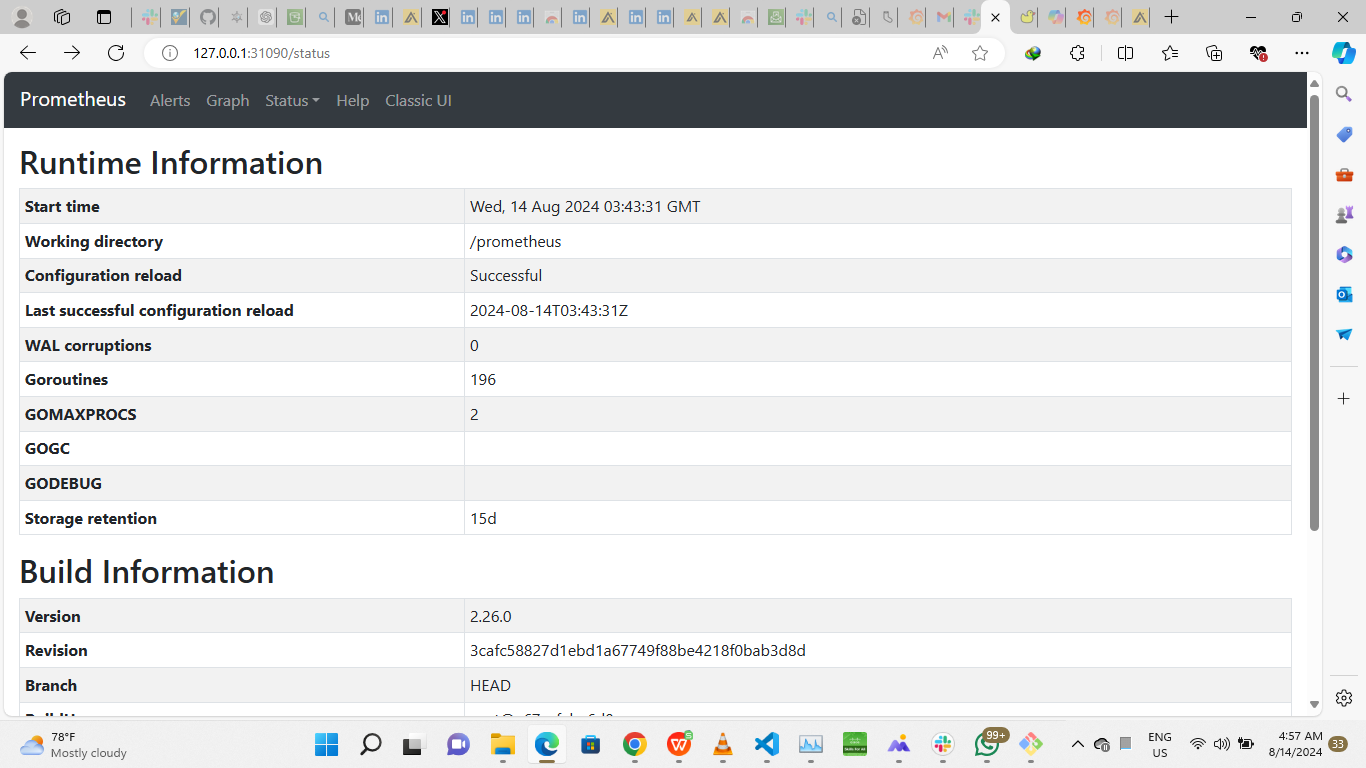 127.0.0.1:31090/status
Prometheus Alerts Graph Status Help Classic UI
Runtime Information
Start time Wed, 14 Aug 2024 03:43:31 GMT
Working directory /prometheus
Configuration reload Successful
Last successful configuration reload 2024-08-14T03:43:31Z
WAL corruptions 0
Goroutines 196
GOMAXPROCS 2
GOGC
GODEBUG
Storage retention 15d
Build Information
Version 2.26.0
Revision 3cafc58827d1ebd1a67749f88be4218f0bab3d8d
Branch HEAD
78°F
Mostly cloudy
99+
ENG
US
4:57 AM
8/14/2024
33